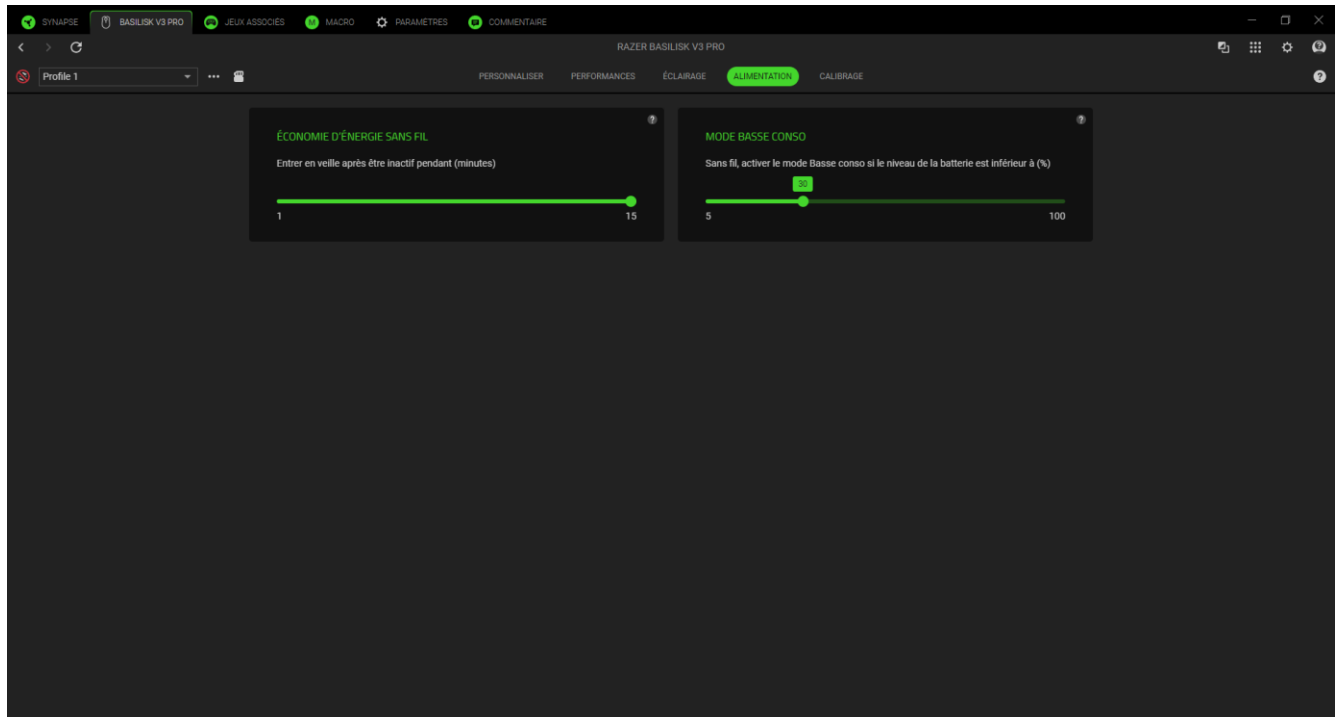 SYNAPSE BASILISK V3 PRO JEUX ASSOCIÉS MACRO PARAMÈTRES COMMENTAIRE
RAZER BASILISK V3 PRO
Profile 1 PERSONNALISER PERFORMANCES ÉCLAIRAGE ALIMENTATION CALIBRAGE
ÉCONOMIE D'ÉNERGIE SANS FIL
Entrer en veille après être inactif pendant (minutes)
1 15
MODE BASSE CONSO
Sans fil, activer le mode Basse conso si le niveau de la batterie est inférieur à (%)
30
5 100